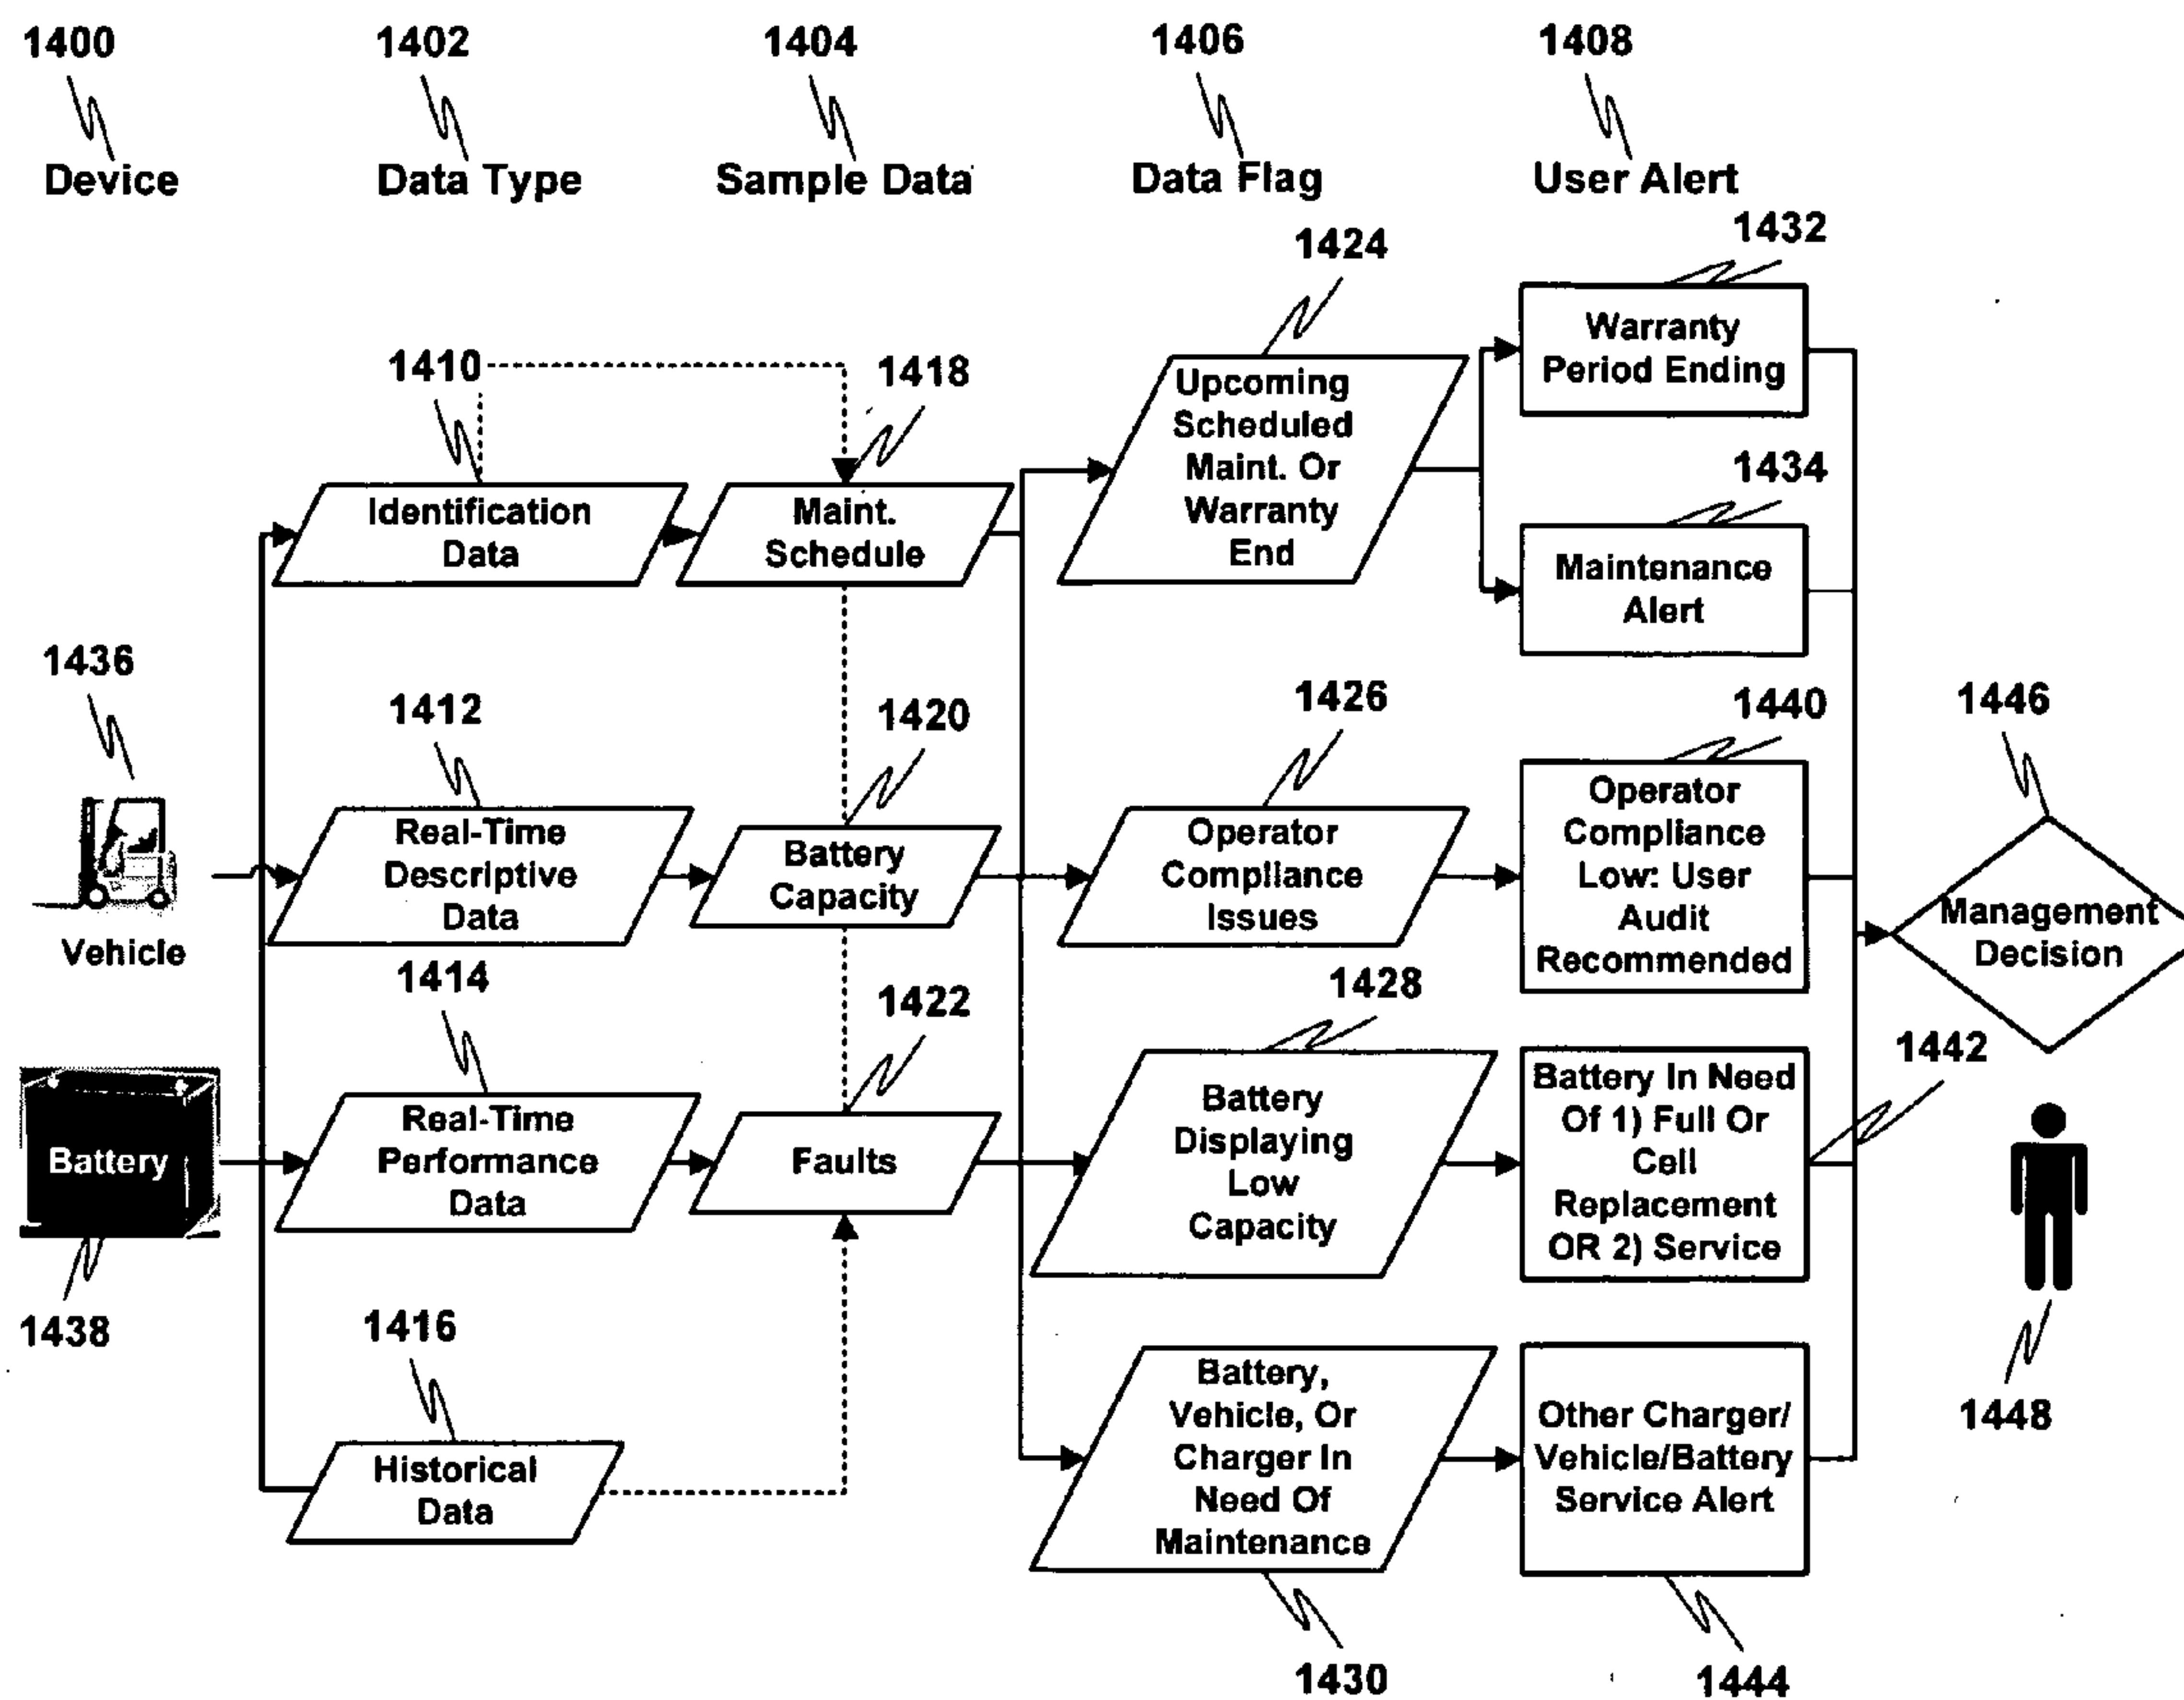 1400
1402
1404
1406
1408
Device
Data Type
Sample Data
Data Flag
User Alert
1432
1424
Warranty
Period Ending
1410
1418
Upcoming
Scheduled
Maint. Or
Warranty
End
1434
Identification
Data
Maint.
Schedule
Maintenance
Alert
1436
Vehicle
1412
Real-Time
Descriptive
Data
1420
Battery
Capacity
1426
Operator
Compliance
Issues
1440
Operator
Compliance
Low: User
Audit
Recommended
1446
Management
Decision
Battery
1438
1414
Real-Time
Performance
Data
1422
Faults
1428
Battery
Displaying
Low
Capacity
Battery In Need
Of 1) Full Or
Cell
Replacement
OR 2) Service
1442
1448
1416
Historical
Data
Battery,
Vehicle, Or
Charger In
Need Of
Maintenance
1430
Other Charger/
Vehicle/Battery
Service Alert
1444